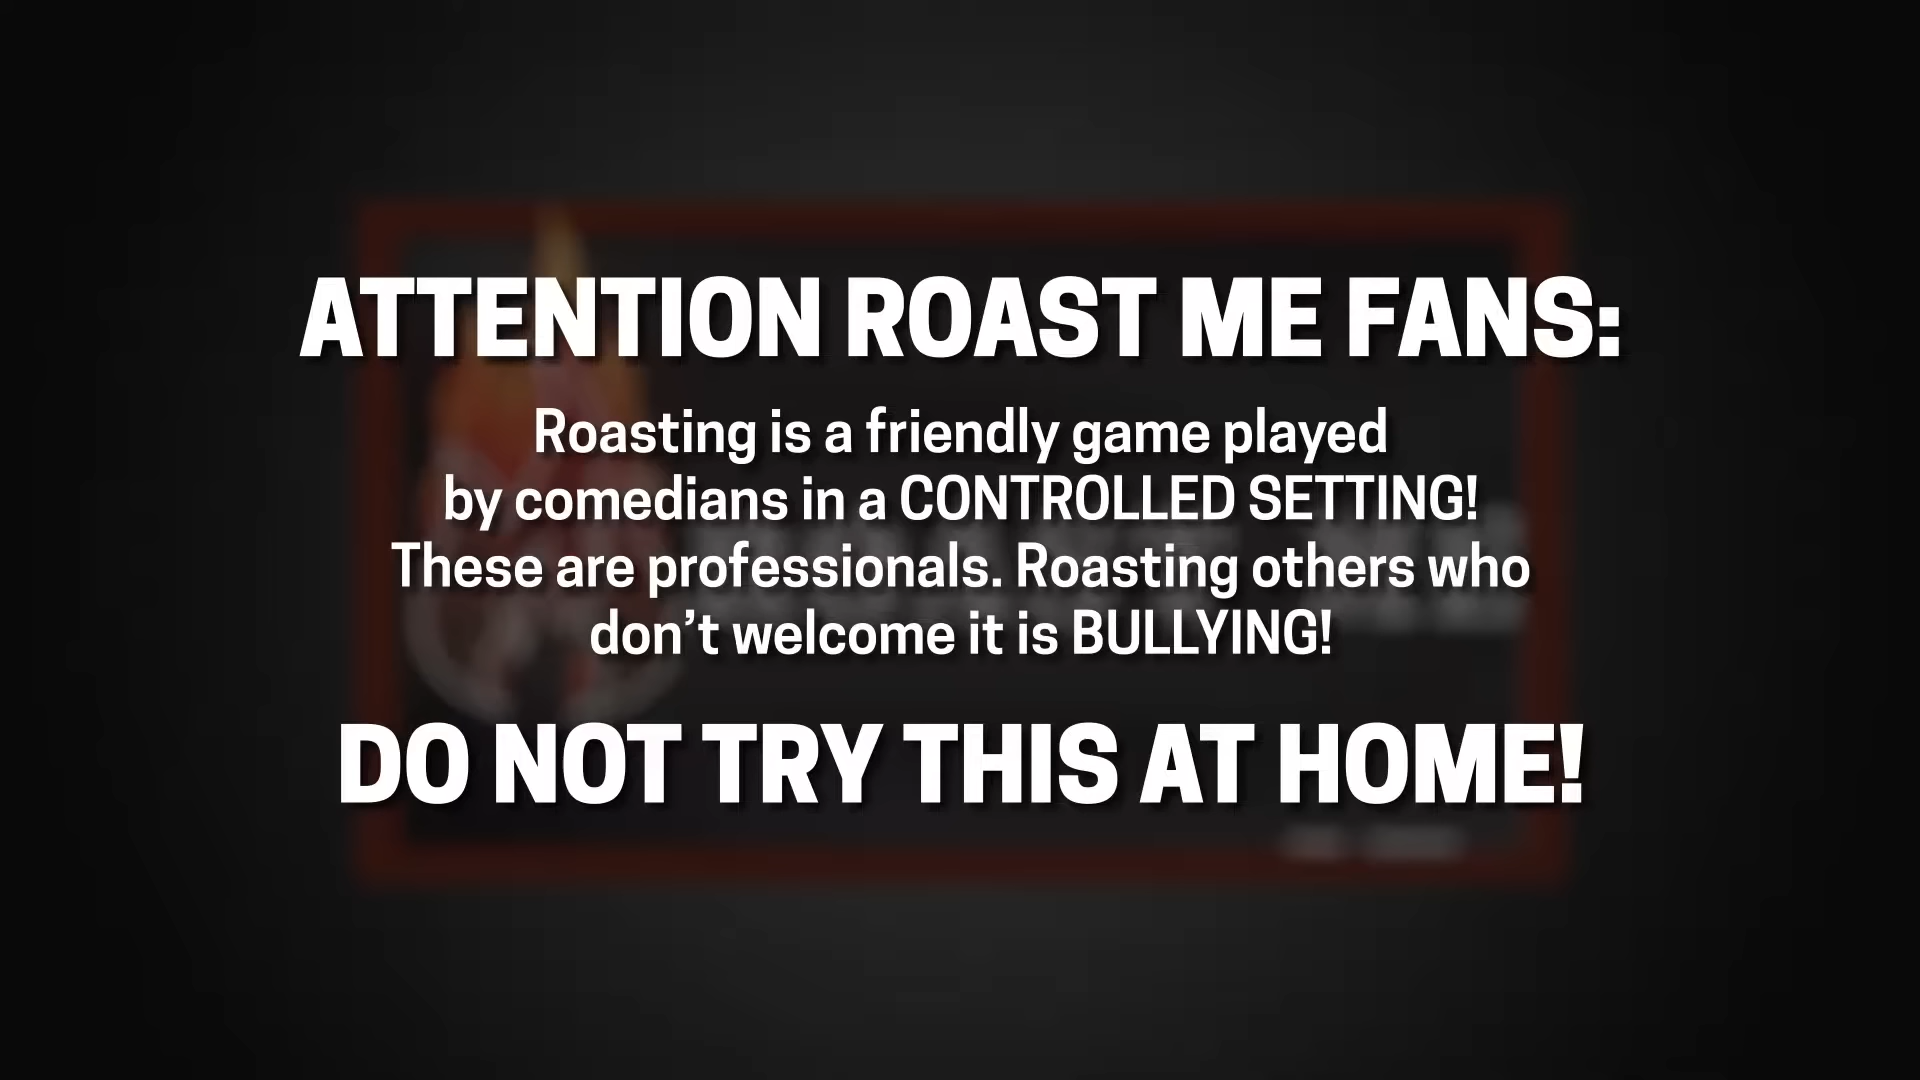 ATTENTION ROAST ME FANS:
Roasting is a friendly game played
by comedians in a CONTROLLED SETTING!
These are professionals. Roasting others who
don’t welcome it is BULLYING!
DO NOT TRY THIS AT HOME!